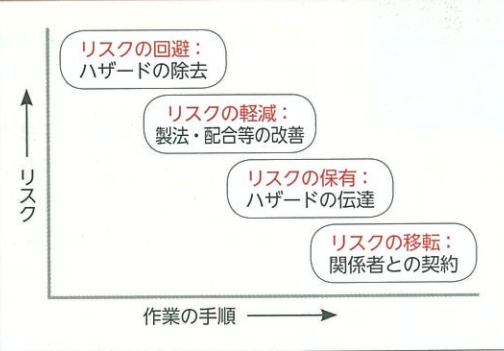 リスクの回避：
ハザードの除去
リスクの軽減：
製法・配合等の改善
リスクの保有：
ハザードの伝達
リスクの移転：
関係者との契約
リスク
作業の手順